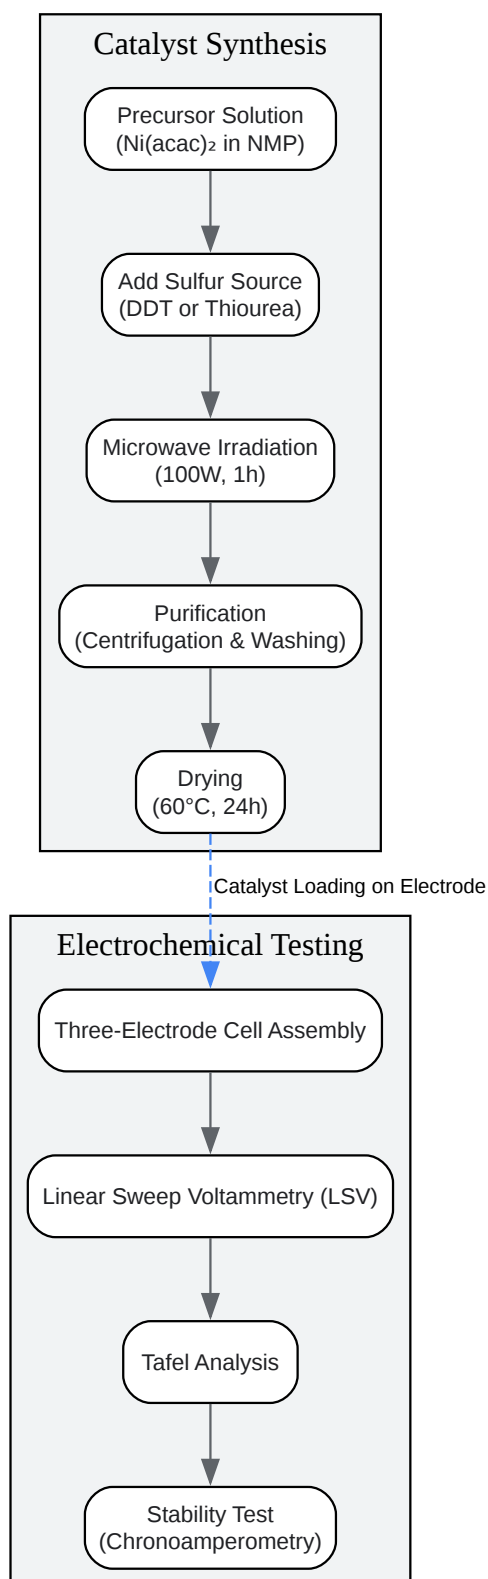 Catalyst Synthesis
Precursor Solution
(Ni(acac)₂ in NMP)
Add Sulfur Source
(DDT or Thiourea)
Microwave Irradiation
(100W, 1h)
Purification
(Centrifugation & Washing)
Drying
(60°C, 24h)
Catalyst Loading on Electrode
Electrochemical Testing
Three-Electrode Cell Assembly
Linear Sweep Voltammetry (LSV)
Tafel Analysis
Stability Test
(Chronoamperometry)